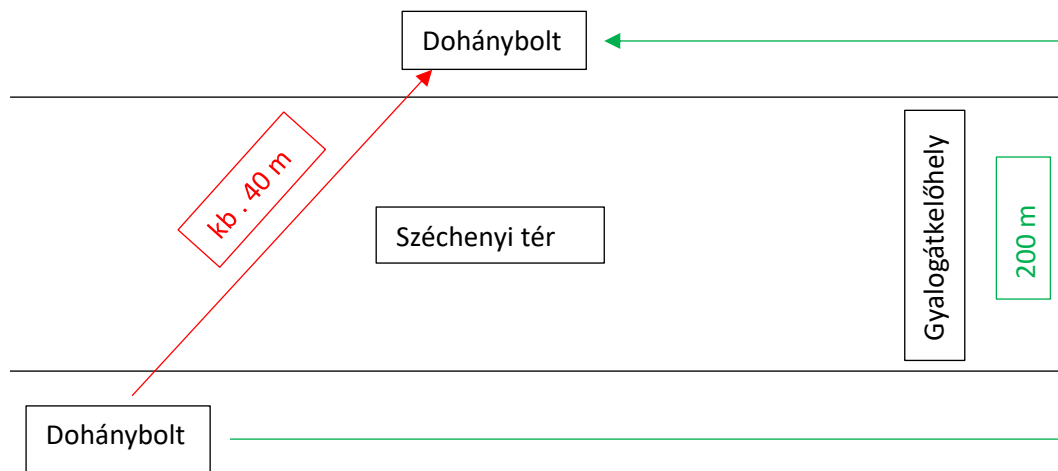 Dohánybolt
kb . 40 m
Széchenyi tér
Gyalogátkelőhely
200 m
Dohánybolt